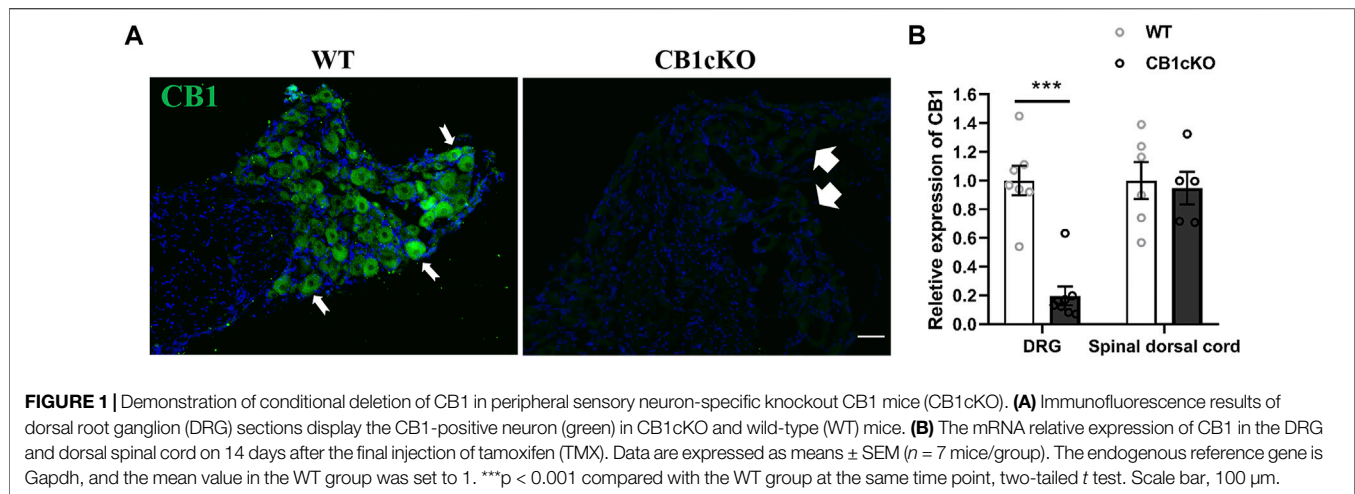 A
WT
CB1cKO
CB1
B
WT
CB1cKO
Reletive expression of CB1
1.6
1.4
1.2
1.0
0.8
0.6
0.4
0.2
0.0
***
DRG
Spinal dorsal cord
FIGURE 1 | Demonstration of conditional deletion of CB1 in peripheral sensory neuron-specific knockout CB1 mice (CB1cKO). (A) Immunofluorescence results of
dorsal root ganglion (DRG) sections display the CB1-positive neuron (green) in CB1cKO and wild-type (WT) mice. (B) The mRNA relative expression of CB1 in the DRG
and dorsal spinal cord on 14 days after the final injection of tamoxifen (TMX). Data are expressed as means ± SEM (n = 7 mice/group). The endogenous reference gene is
Gapdh, and the mean value in the WT group was set to 1. ***p < 0.001 compared with the WT group at the same time point, two-tailed t test. Scale bar, 100 µm.